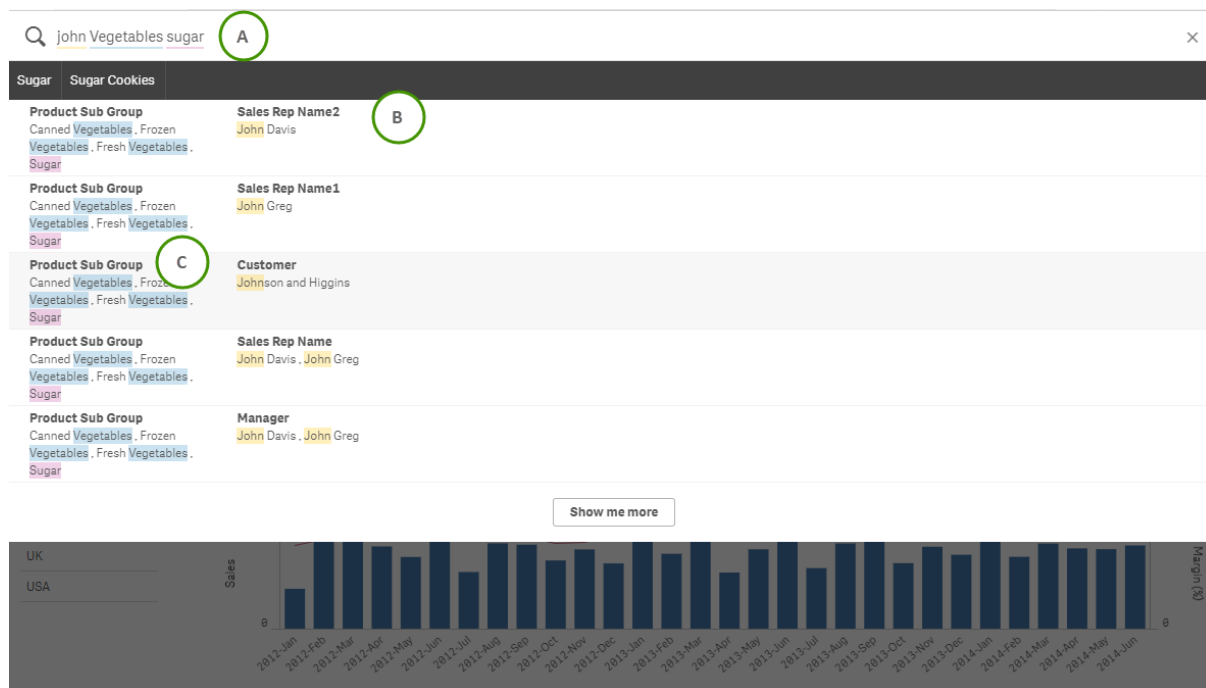 john Vegetables sugar A
Sugar Sugar Cookies
Product Sub Group Sales Rep Name2 B
Canned Vegetables , Frozen John Davis
Vegetables , Fresh Vegetables ,
Sugar
Product Sub Group Sales Rep Name1
Canned Vegetables , Frozen John Greg
Vegetables , Fresh Vegetables ,
Sugar
Product Sub Group C Customer
Canned Vegetables , Frozen Johnson and Higgins
Vegetables , Fresh Vegetables ,
Sugar
Product Sub Group Sales Rep Name
Canned Vegetables , Frozen John Davis , John Greg
Vegetables , Fresh Vegetables ,
Sugar
Product Sub Group Manager
Canned Vegetables , Frozen John Davis , John Greg
Vegetables , Fresh Vegetables ,
Sugar
Show me more
UK
USA
Sales
Margin (%)
0 0
2012-Jan 2012-Feb 2012-Mar 2012-Apr 2012-May 2012-Jun 2012-Jul 2012-Aug 2012-Sep 2012-Oct 2012-Nov 2012-Dec 2013-Jan 2013-Feb 2013-Mar 2013-Apr 2013-May 2013-Jun 2013-Jul 2013-Aug 2013-Sep 2013-Oct 2013-Nov 2013-Dec 2014-Jan 2014-Feb 2014-Mar 2014-Apr 2014-May 2014-Jun